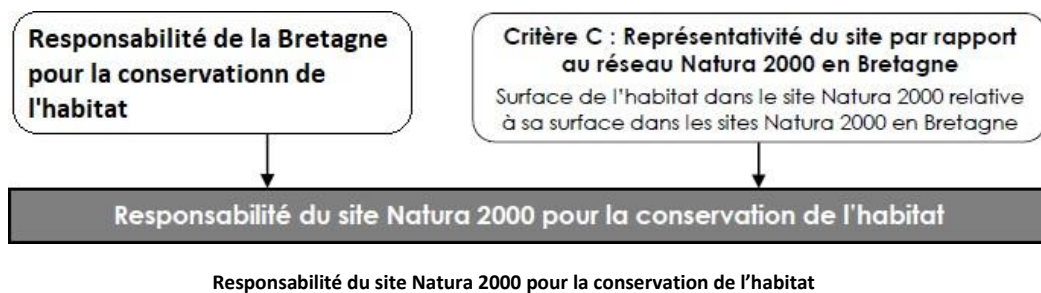 Responsabilité de la Bretagne
pour la conservationn de
l'habitat
Critère C : Représentativité du site par rapport
au réseau Natura 2000 en Bretagne
Surface de l'habitat dans le site Natura 2000 relative
à sa surface dans les sites Natura 2000 en Bretagne
Responsabilité du site Natura 2000 pour la conservation de l'habitat
Responsabilité du site Natura 2000 pour la conservation de l'habitat